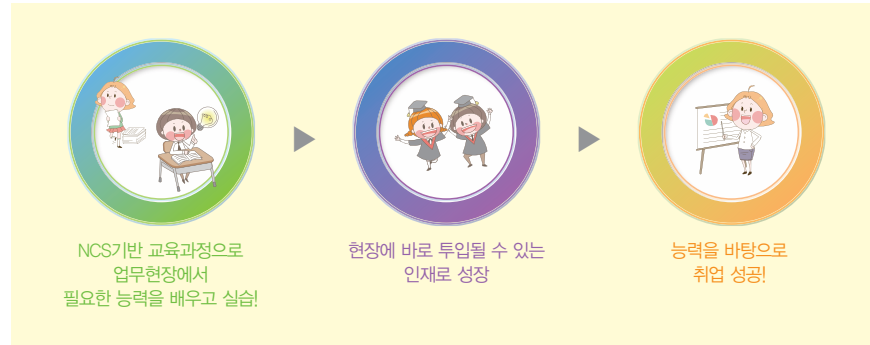 NCS기반 교육과정으로
업무현장에서
필요한 능력을 배우고 실습!
현장에 바로 투입될 수 있는
인재로 성장
능력을 바탕으로
취업 성공!